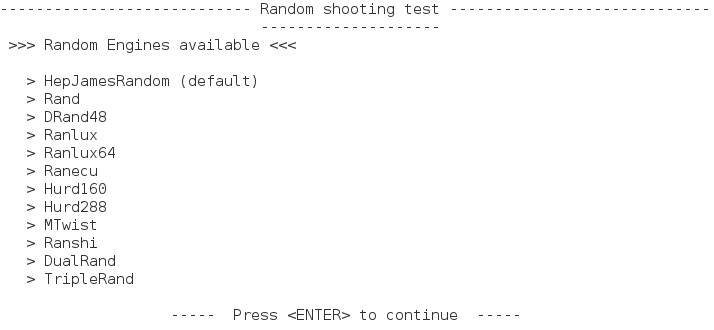 ---------------------------- Random shooting test -----------------------------
--------------------
>>> Random Engines available <<<
> HepJamesRandom (default)
> Rand
> DRand48
> Ranlux
> Ranlux64
> Ranecu
> Hurd160
> Hurd288
> MTwist
> Ranshi
> DualRand
> TripleRand
----- Press <ENTER> to continue -----